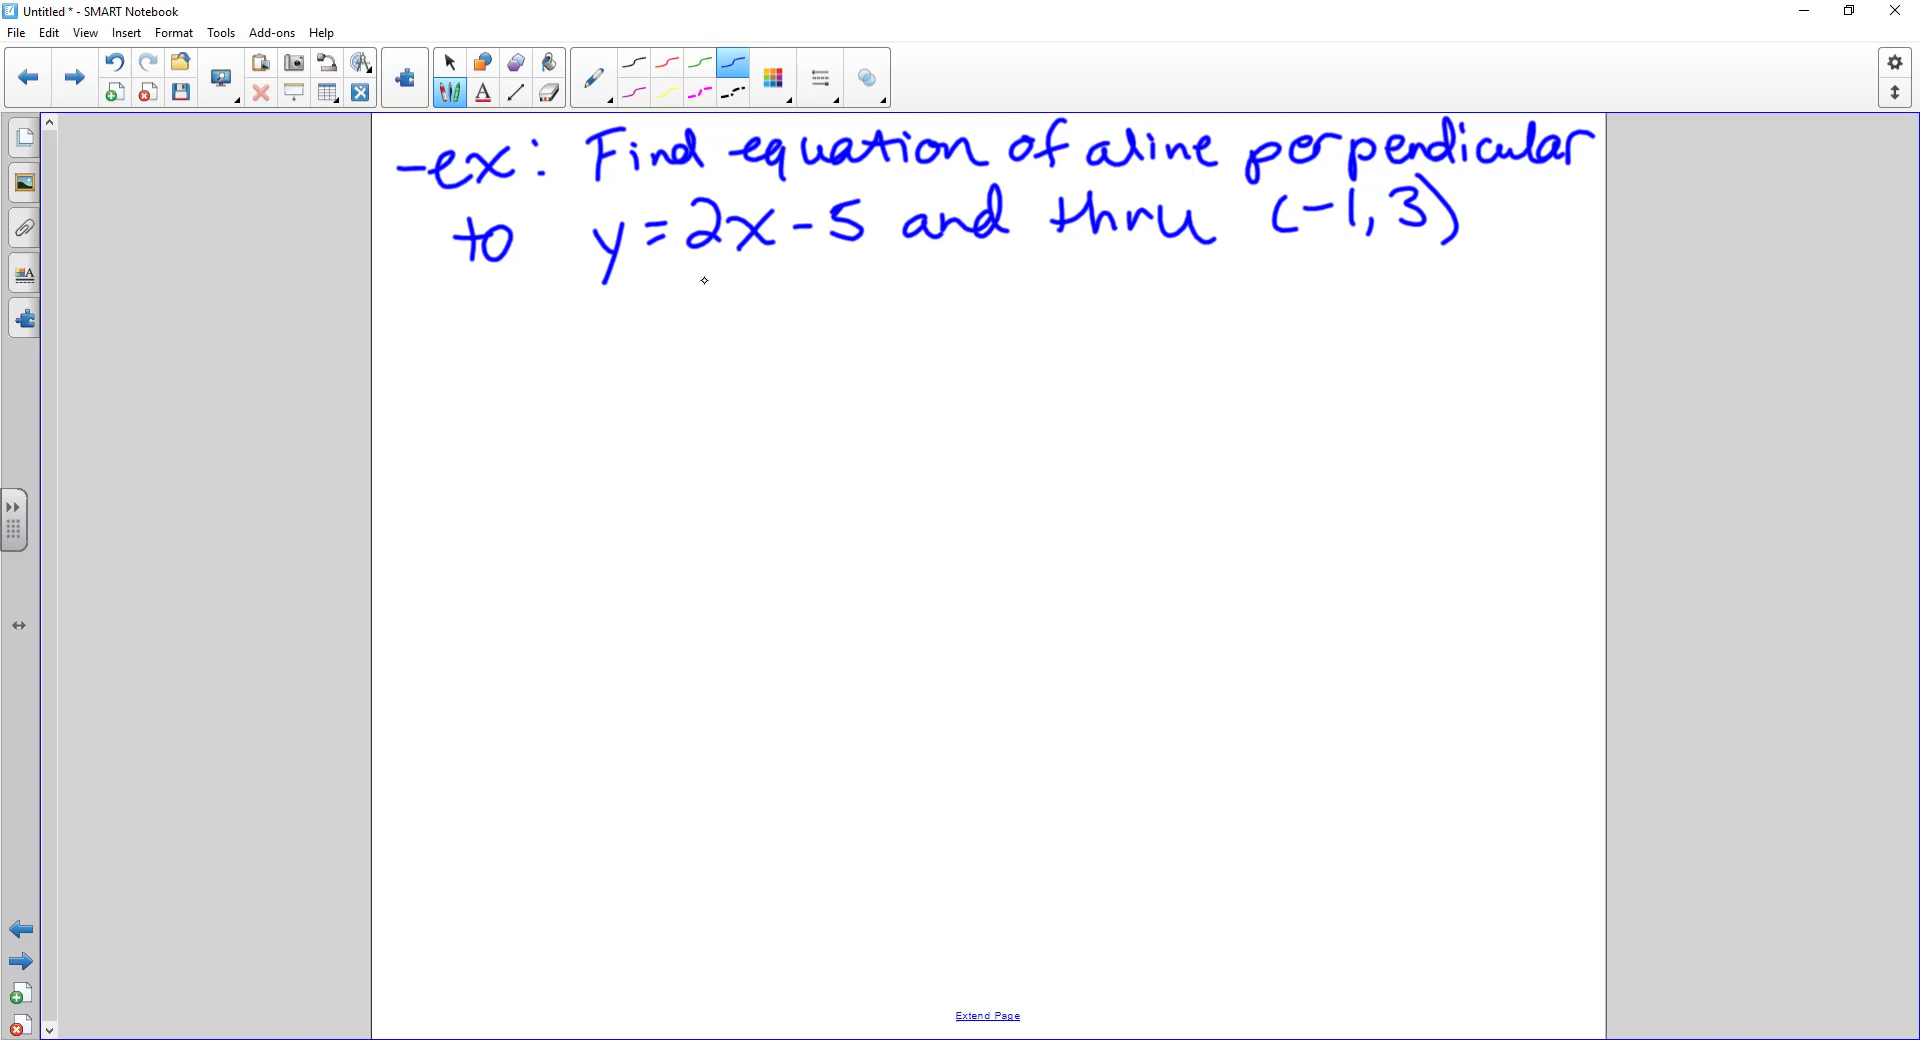 Untitled * - SMART Notebook
File Edit View Insert Format Tools Add-ons Help
-ex: Find equation of a line perpendicular
to y=2x-5 and thru (-1,3)
Extend Page